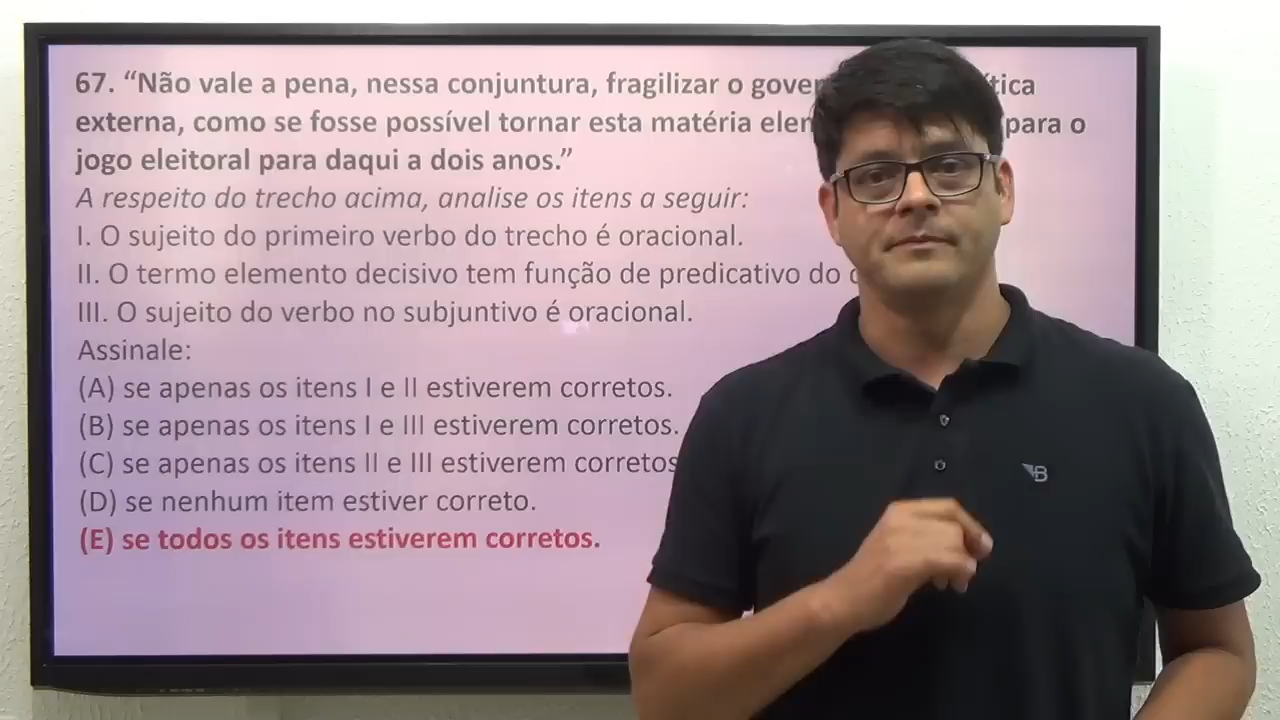 67. “Não vale a pena, nessa conjuntura, fragilizar o gover tica
externa, como se fosse possível tornar esta matéria elem para o
jogo eleitoral para daqui a dois anos.”
A respeito do trecho acima, analise os itens a seguir:
I. O sujeito do primeiro verbo do trecho é oracional.
II. O termo elemento decisivo tem função de predicativo do
III. O sujeito do verbo no subjuntivo é oracional.
Assinale:
(A) se apenas os itens I e II estiverem corretos.
(B) se apenas os itens I e III estiverem corretos.
(C) se apenas os itens II e III estiverem corretos
(D) se nenhum item estiver correto.
(E) se todos os itens estiverem corretos.
B